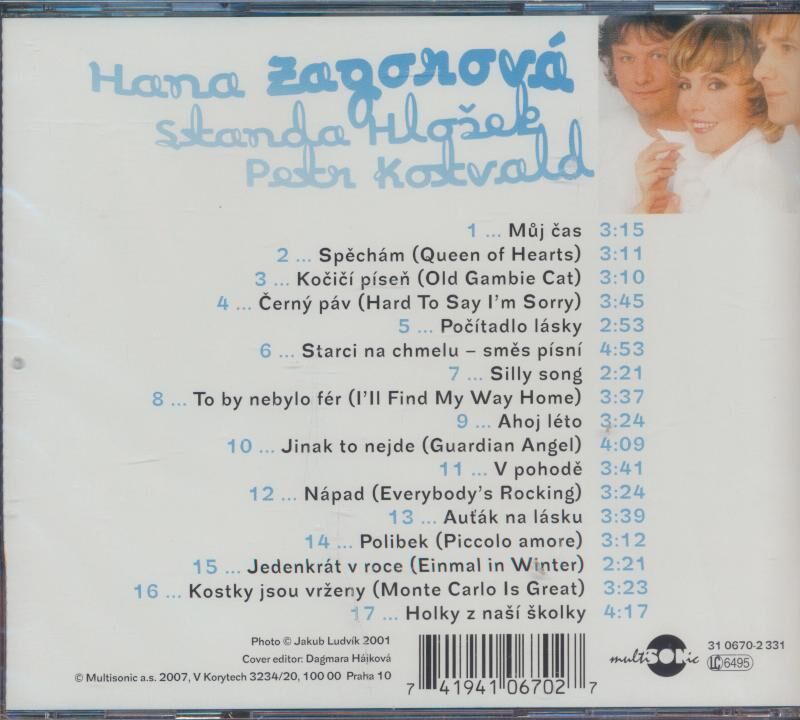 Hana Zagorová
Standa Hložek
Petr Kotvald
1 ... Můj čas 3:15
2 ... Spěchám (Queen of Hearts) 3:11
3 ... Kočičí píseň (Old Gambie Cat) 3:10
4 ... Černý páv (Hard To Say I'm Sorry) 3:45
5 ... Počítadlo lásky 2:53
6 ... Starci na chmelu – směs písní 4:53
7 ... Silly song 2:21
8 ... To by nebylo fér (I'll Find My Way Home) 3:37
9 ... Ahoj léto 3:24
10 ... Jinak to nejde (Guardian Angel) 4:09
11 ... V pohodě 3:41
12 ... Nápad (Everybody's Rocking) 3:24
13 ... Auťák na lásku 3:39
14 ... Polibek (Piccolo amore) 3:12
15 ... Jedenkrát v roce (Einmal in Winter) 2:21
16 ... Kostky jsou vrženy (Monte Carlo Is Great) 3:23
17 ... Holky z naší školky 4:17
Photo © Jakub Ludvík 2001
Cover editor: Dagmara Hájková
© Multisonic a.s. 2007, V Korytech 3234/20, 100 00 Praha 10
7 41941 06702 7
multiSONic
31 0670-2 331
LC 6495